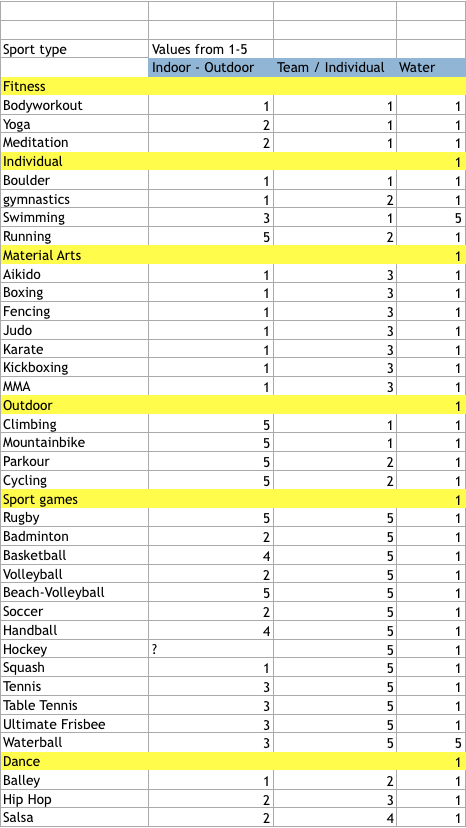 Sport type Values from 1-5
Indoor - Outdoor Team / Individual Water
Fitness
Bodyworkout 1 1 1
Yoga 2 1 1
Meditation 2 1 1
Individual 1
Boulder 1 1 1
gymnastics 1 2 1
Swimming 3 1 5
Running 5 2 1
Material Arts 1
Aikido 1 3 1
Boxing 1 3 1
Fencing 1 3 1
Judo 1 3 1
Karate 1 3 1
Kickboxing 1 3 1
MMA 1 3 1
Outdoor 1
Climbing 5 1 1
Mountainbike 5 1 1
Parkour 5 2 1
Cycling 5 2 1
Sport games 1
Rugby 5 5 1
Badminton 2 5 1
Basketball 4 5 1
Volleyball 2 5 1
Beach-Volleyball 5 5 1
Soccer 2 5 1
Handball 4 5 1
Hockey ? 5 1
Squash 1 5 1
Tennis 3 5 1
Table Tennis 3 5 1
Ultimate Frisbee 3 5 1
Waterball 3 5 5
Dance 1
Balley 1 2 1
Hip Hop 2 3 1
Salsa 2 4 1